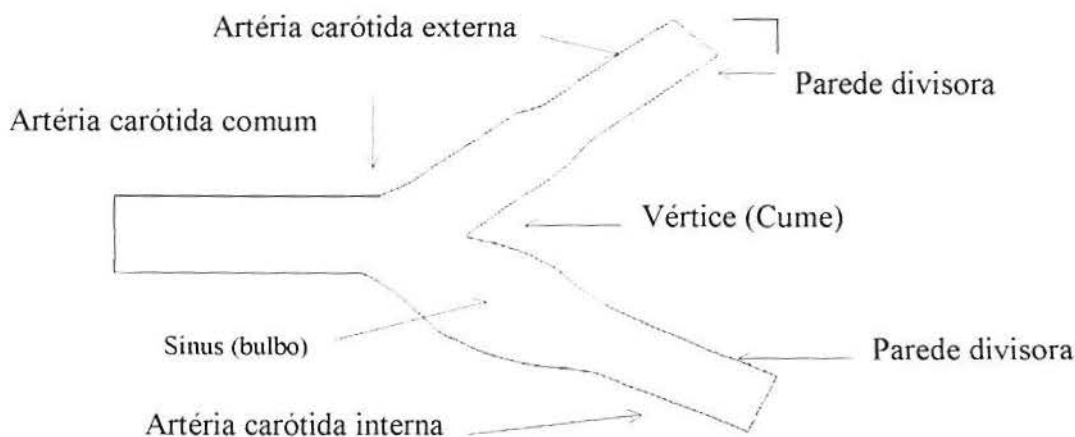 Artéria carótida externa
Parede divisora
Artéria carótida comum
Vértice (Cume)
Sinus (bulbo)
Parede divisora
Artéria carótida interna